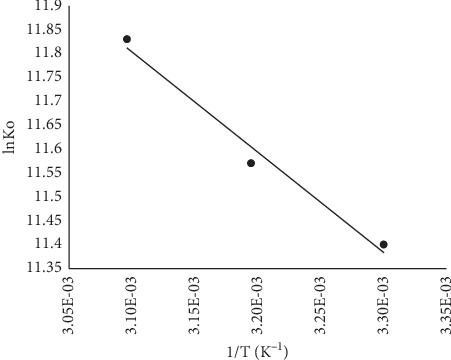 11.9
11.85
11.8
11.75
11.7
11.65
11.6
11.55
11.5
11.45
11.4
11.35
lnKo
3.05E-03
3.10E-03
3.15E-03
3.20E-03
3.25E-03
3.30E-03
3.35E-03
1/T (K⁻¹)